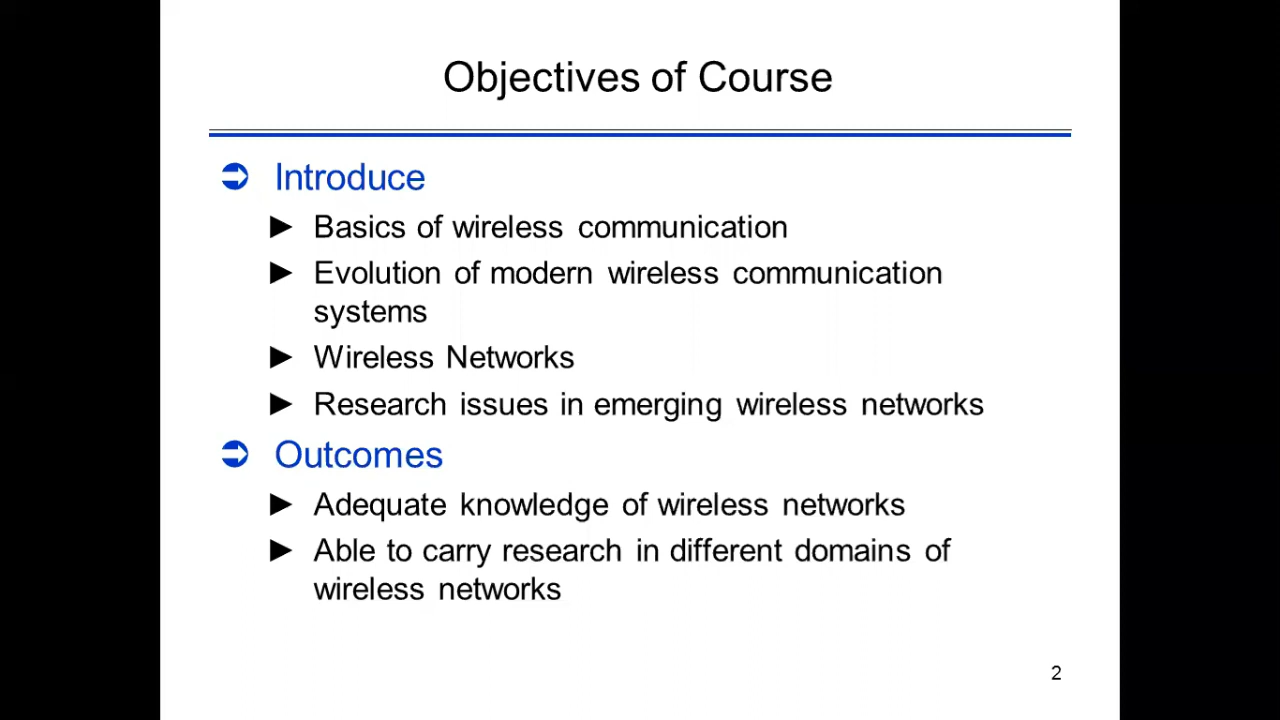 Objectives of Course
Introduce
Basics of wireless communication
Evolution of modern wireless communication
systems
Wireless Networks
Research issues in emerging wireless networks
Outcomes
Adequate knowledge of wireless networks
Able to carry research in different domains of
wireless networks
2